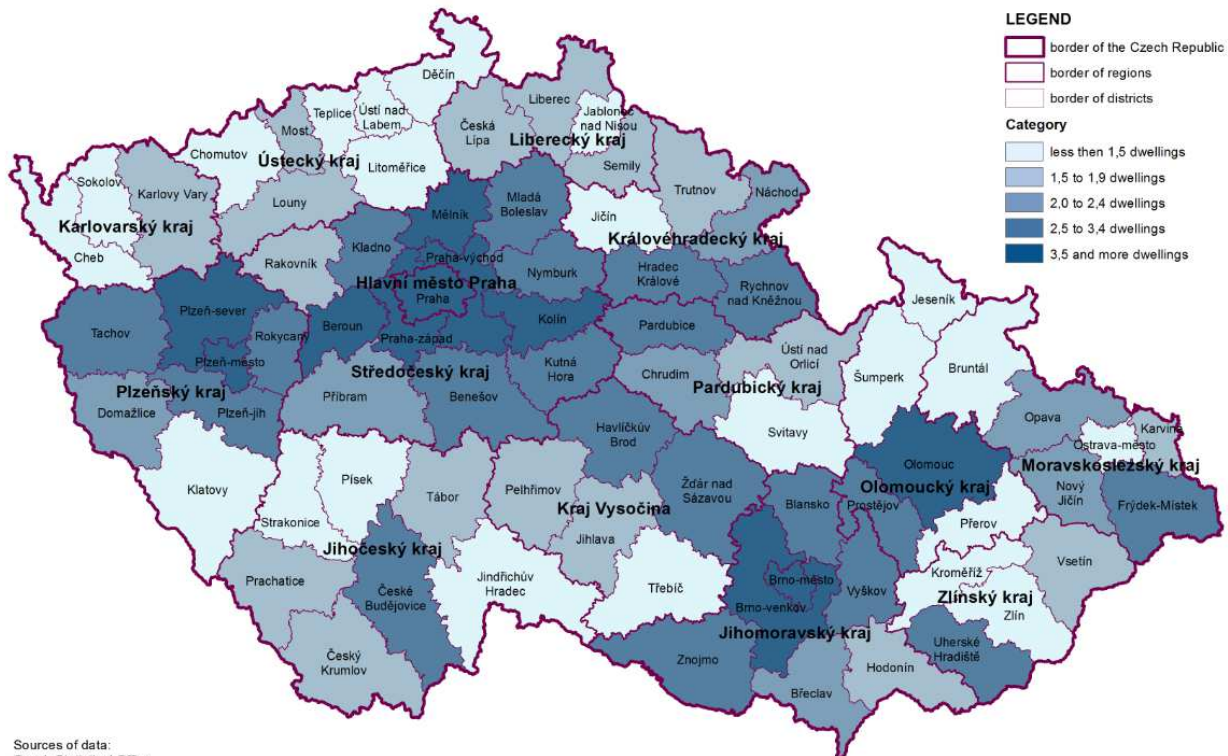 LEGEND
border of the Czech Republic
border of regions
border of districts
Category
less then 1,5 dwellings
1,5 to 1,9 dwellings
2,0 to 2,4 dwellings
2,5 to 3,4 dwellings
3,5 and more dwellings
Děčín
Teplice
Ústí nad
Labem
Most
Chomutov
Ústecký kraj
Litoměřice
Louny
Česká
Lípa
Liberec
Jablonec
nad Nisou
Liberecký kraj
Semily
Sokolov
Karlovy Vary
Karlovarský kraj
Cheb
Trutnov
Náchod
Jičín
Královéhradecký kraj
Hradec
Králové
Rychnov
nad Kněžnou
Mladá
Boleslav
Mělník
Kladno
Rakovník
Praha-východ
Hlavní město Praha
Praha
Nymburk
Kolín
Beroun
Praha-západ
Středočeský kraj
Kutná
Hora
Příbram
Benešov
Tachov
Plzeň-sever
Rokycany
Plzeň-město
Plzeňský kraj
Domažlice
Plzeň-jih
Klatovy
Pardubice
Chrudim
Ústí nad
Orlicí
Pardubický kraj
Svitavy
Jeseník
Šumperk
Bruntál
Olomouc
Olomoucký kraj
Prostějov
Přerov
Opava
Karviná
Ostrava-město
Moravskoslezský kraj
Nový
Jičín
Frýdek-Místek
Havlíčkův
Brod
Žďár nad
Sázavou
Pelhřimov
Kraj Vysočina
Jihlava
Třebíč
Písek
Strakonice
Tábor
Jihočeský kraj
Prachatice
České
Budějovice
Jindřichův
Hradec
Český
Krumlov
Blansko
Brno-město
Brno-venkov
Vyškov
Jihomoravský kraj
Znojmo
Břeclav
Hodonín
Kroměříž
Vsetín
Zlínský kraj
Zlín
Uherské
Hradiště
Sources of data: